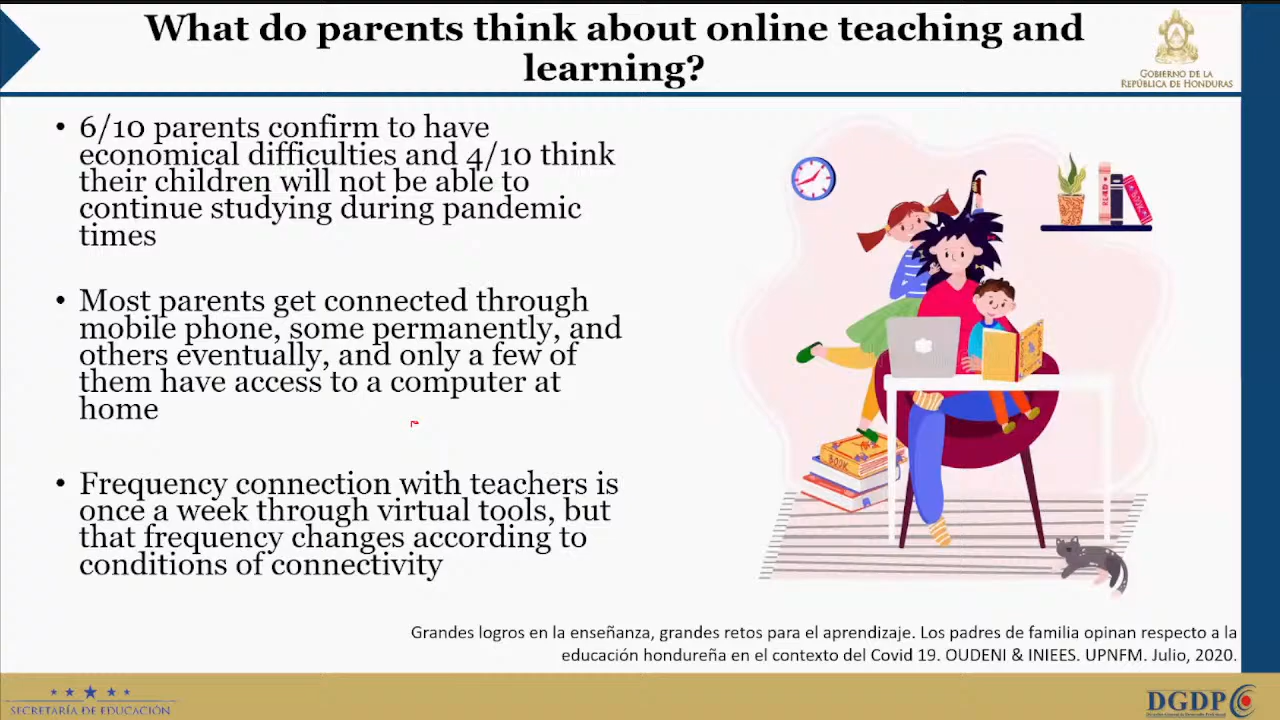 What do parents think about online teaching and
learning?
GOBIERNO DE LA
REPÚBLICA DE HONDURAS
• 6/10 parents confirm to have
economical difficulties and 4/10 think
their children will not be able to
continue studying during pandemic
times
• Most parents get connected through
mobile phone, some permanently, and
others eventually, and only a few of
them have access to a computer at
home
• Frequency connection with teachers is
once a week through virtual tools, but
that frequency changes according to
conditions of connectivity
READ
BOOK
BOOK
Grandes logros en la enseñanza, grandes retos para el aprendizaje. Los padres de familia opinan respecto a la
educación hondureña en el contexto del Covid 19. OUDENI & INIEES. UPNFM. Julio, 2020.
SECRETARÍA DE EDUCACIÓN
DGDP